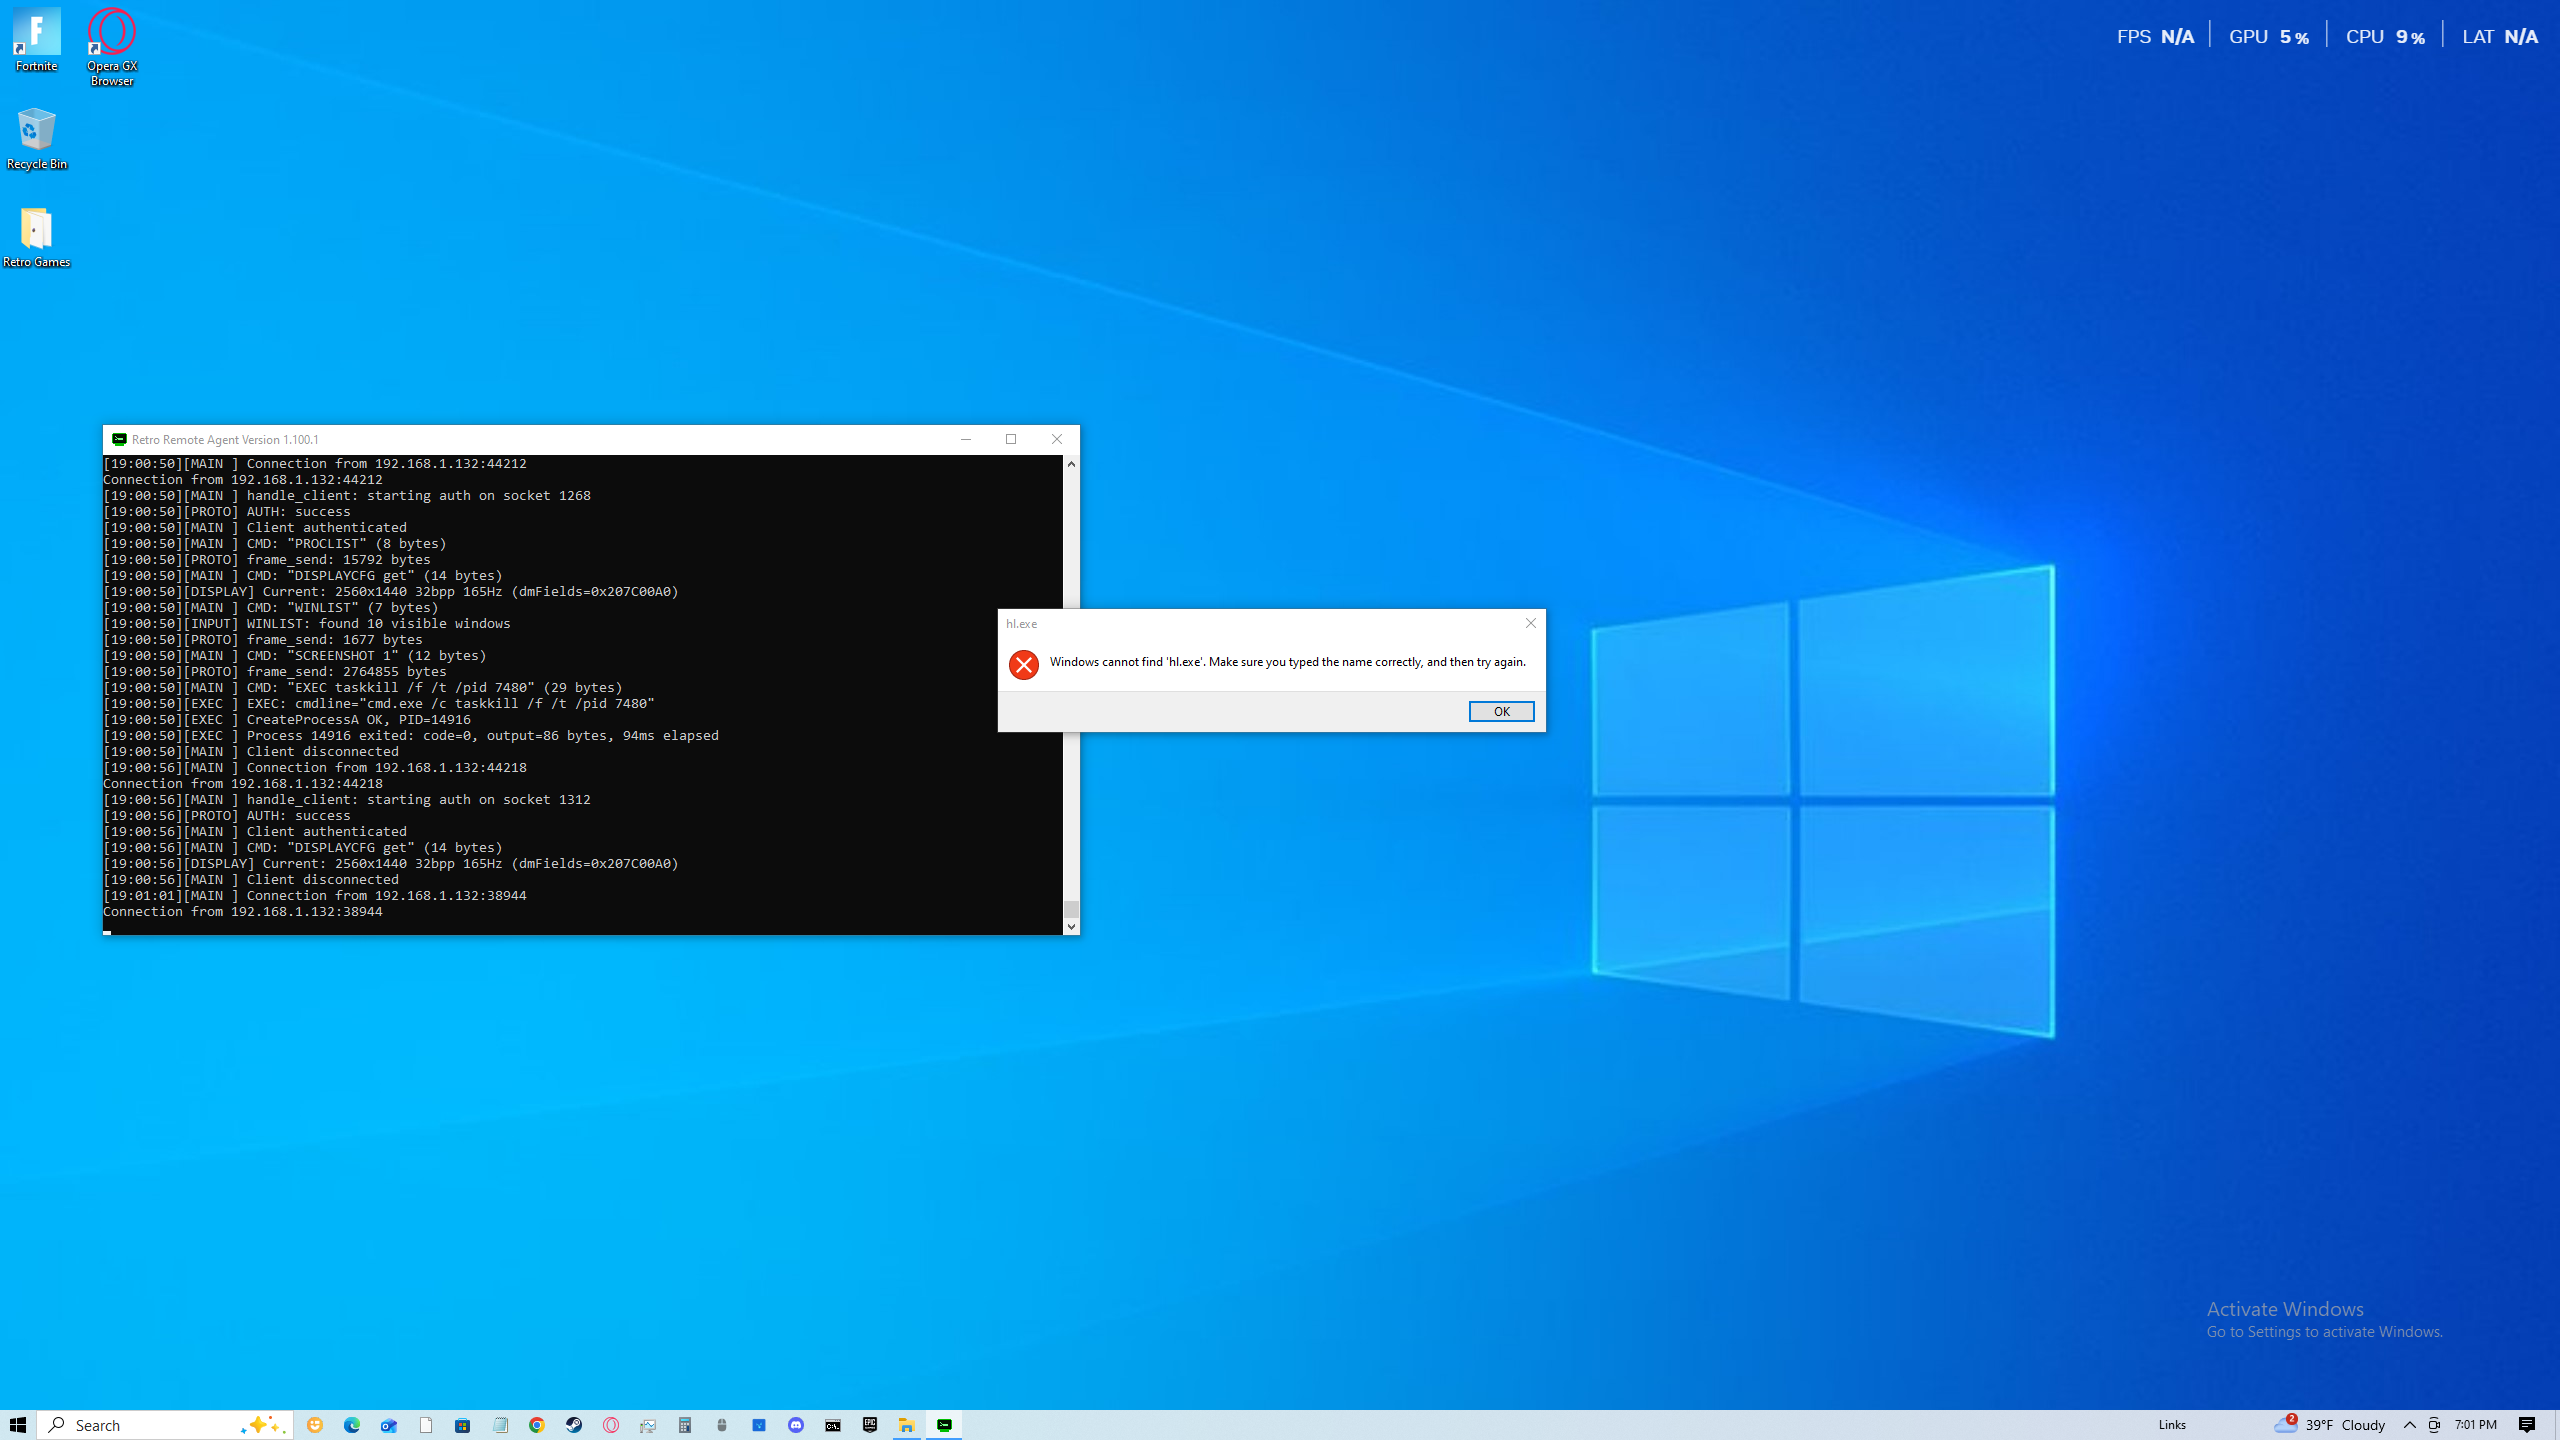 Fortnite
Opera GX
Browser
Recycle Bin
Retro Games
FPS N/A GPU 5 % CPU 9 % LAT N/A
Retro Remote Agent Version 1.100.1
[19:00:50][MAIN ] Connection from 192.168.1.132:44212
Connection from 192.168.1.132:44212
[19:00:50][MAIN ] handle_client: starting auth on socket 1268
[19:00:50][PROTO] AUTH: success
[19:00:50][MAIN ] Client authenticated
[19:00:50][MAIN ] CMD: "PROCLIST" (8 bytes)
[19:00:50][PROTO] frame_send: 15792 bytes
[19:00:50][MAIN ] CMD: "DISPLAYCFG get" (14 bytes)
[19:00:50][DISPLAY] Current: 2560x1440 32bpp 165Hz (dmFields=0x207C00A0)
[19:00:50][MAIN ] CMD: "WINLIST" (7 bytes)
[19:00:50][INPUT] WINLIST: found 10 visible windows
[19:00:50][PROTO] frame_send: 1677 bytes
[19:00:50][MAIN ] CMD: "SCREENSHOT 1" (12 bytes)
[19:00:50][PROTO] frame_send: 2764855 bytes
[19:00:50][MAIN ] CMD: "EXEC taskkill /f /t /pid 7480" (29 bytes)
[19:00:50][EXEC ] EXEC: cmdline="cmd.exe /c taskkill /f /t /pid 7480"
[19:00:50][EXEC ] CreateProcessA OK, PID=14916
[19:00:50][EXEC ] Process 14916 exited: code=0, output=86 bytes, 94ms elapsed
[19:00:50][MAIN ] Client disconnected
[19:00:56][MAIN ] Connection from 192.168.1.132:44218
Connection from 192.168.1.132:44218
[19:00:56][MAIN ] handle_client: starting auth on socket 1312
[19:00:56][PROTO] AUTH: success
[19:00:56][MAIN ] Client authenticated
[19:00:56][MAIN ] CMD: "DISPLAYCFG get" (14 bytes)
[19:00:56][DISPLAY] Current: 2560x1440 32bpp 165Hz (dmFields=0x207C00A0)
[19:00:56][MAIN ] Client disconnected
[19:01:01][MAIN ] Connection from 192.168.1.132:38944
Connection from 192.168.1.132:38944
hl.exe
Windows cannot find 'hl.exe'. Make sure you typed the name correctly, and then try again.
OK
Activate Windows
Go to Settings to activate Windows.
Search
EPIC
Links
2
39°F Cloudy
7:01 PM